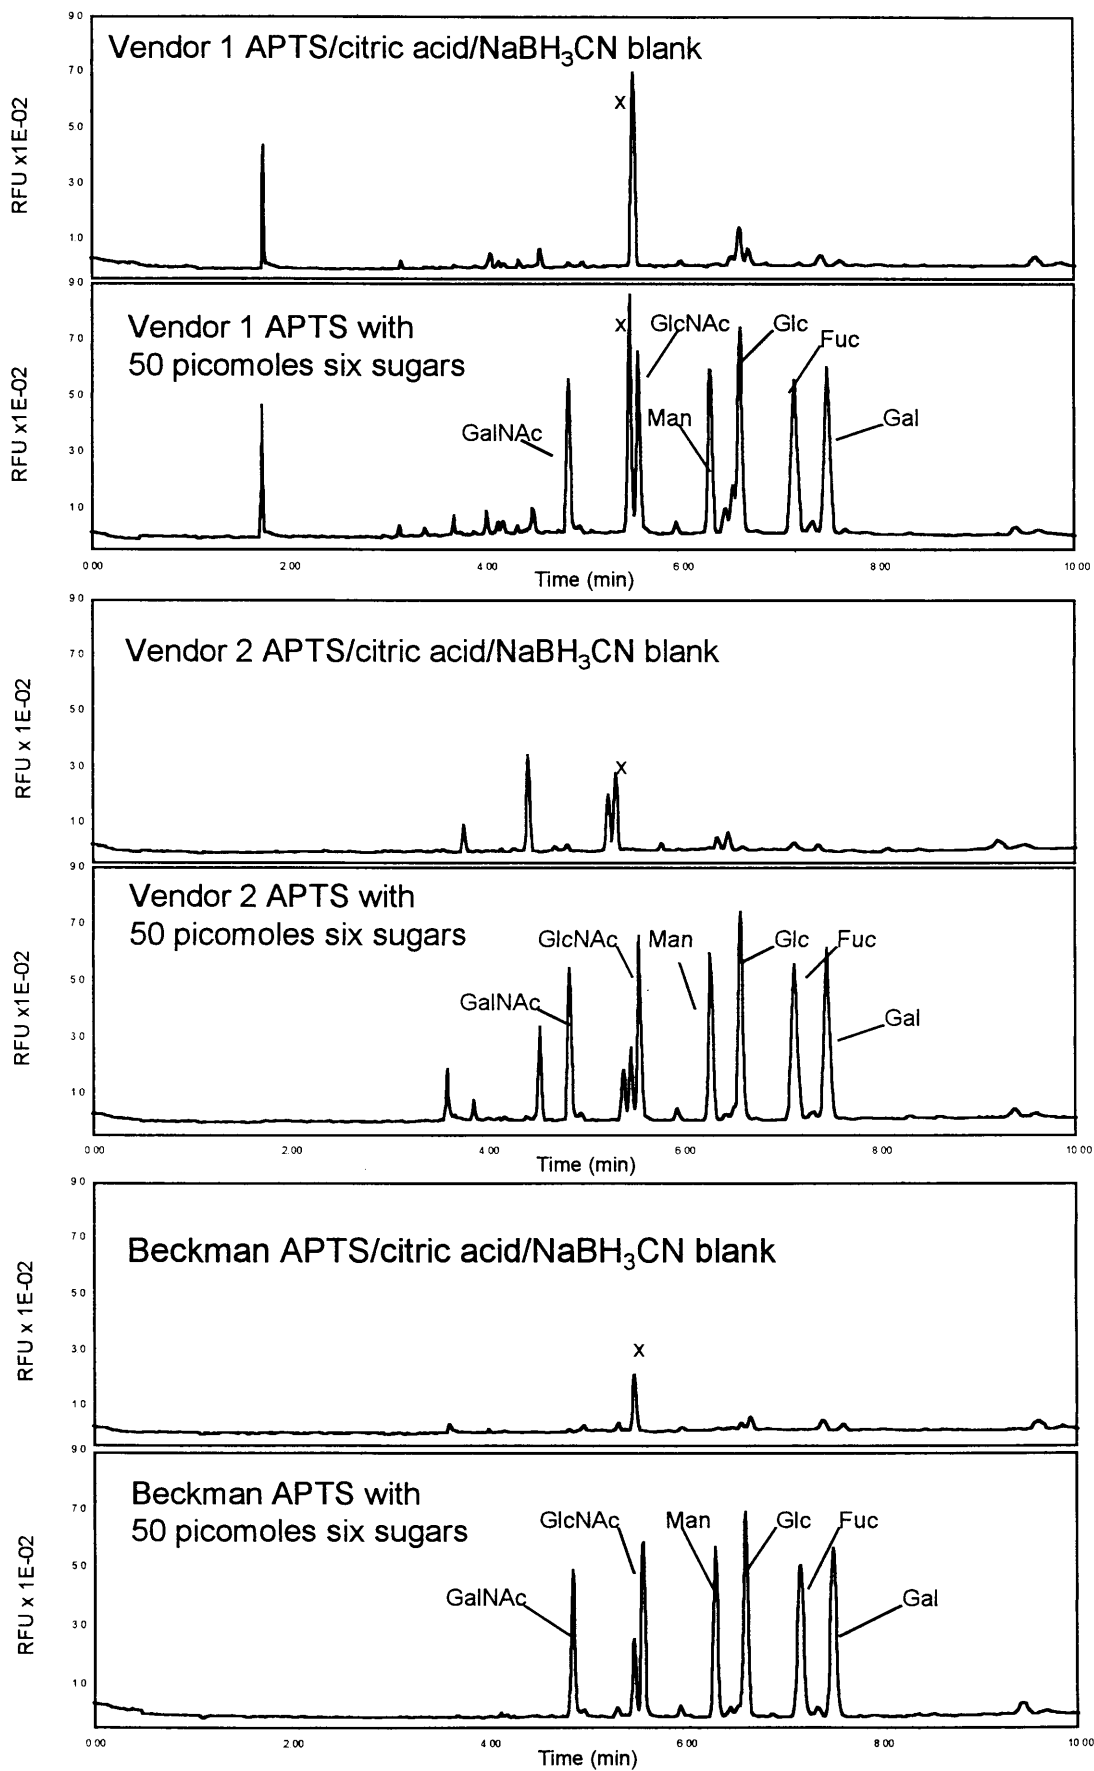 90
Vendor 1 APTS/citric acid/NaBH3CN blank
70
x
50
30
10
RFU x1E-02
90
Vendor 1 APTS with
50 picomoles six sugars
x
GlcNAc
Glc
Fuc
70
50
GalNAc
Man
Gal
30
10
RFU x1E-02
0 00
2 00
4 00
6 00
8 00
10 00
Time (min)
90
Vendor 2 APTS/citric acid/NaBH3CN blank
70
50
30
x
10
RFU x 1E-02
90
Vendor 2 APTS with
50 picomoles six sugars
70
GlcNAc
Man
Glc
Fuc
50
GalNAc
Gal
30
10
RFU x1E-02
0 00
2 00
4 00
6 00
8 00
10 00
Time (min)
90
Beckman APTS/citric acid/NaBH3CN blank
70
50
30
x
10
RFU x 1E-02
90
Beckman APTS with
50 picomoles six sugars
70
GlcNAc
Man
Glc
Fuc
50
GalNAc
Gal
30
10
RFU x 1E-02
0 00
2 00
4 00
6 00
8 00
10 00
Time (min)